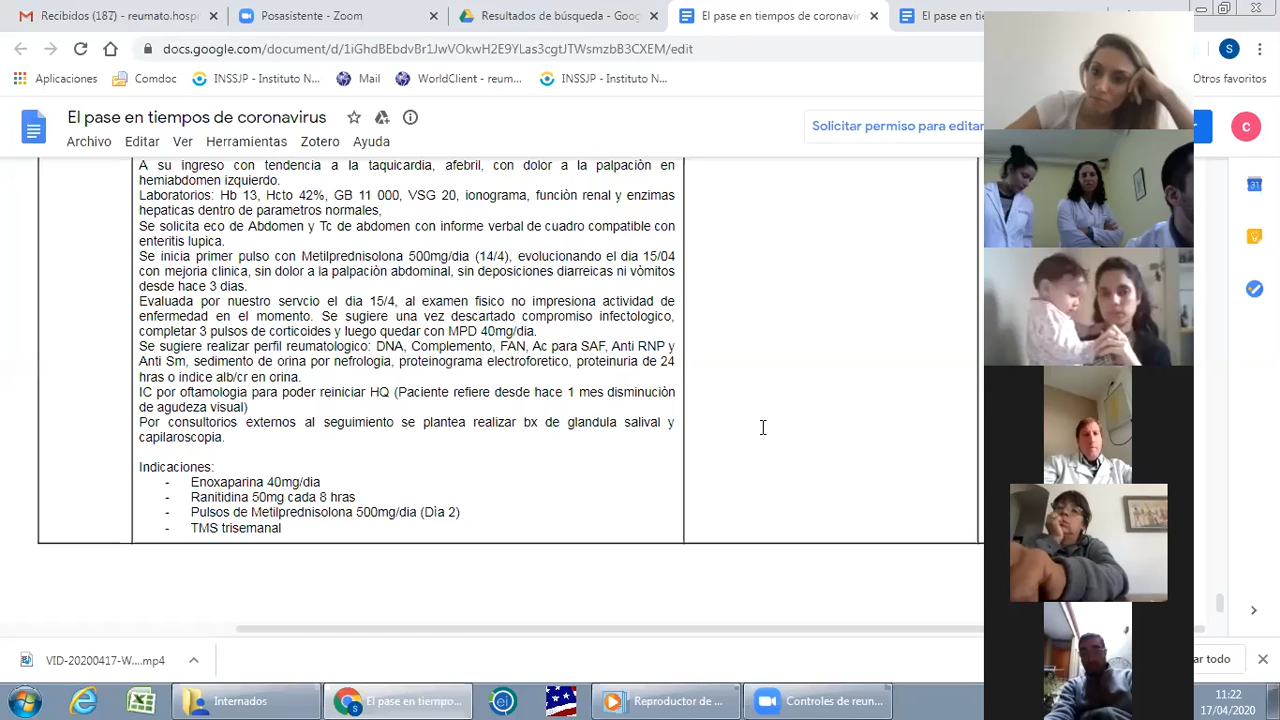 Recibidos (187) - reumato.hosp
Posasistente - Zoom
Resultados de búsqueda - Goog
El pase en tiempos de coronavir
El pase en tie
docs.google.com/document/d/1iGhdBEbdvBr1JwVOkwH2E9YLas3cgtJTWsmzbB3CXEM/edit
S
Aplicaciones
Comdoc
INSSJP - Instituto N...
Mail
WorldClient - reum...
INSSJP - Instituto N...
Otros favoritos
El pase en tiempos de coronavirus
Solicitar permiso para editar
C
Archivo Editar Ver Herramientas Zotero Ayuda
A su ingreso con tendencia a la taquicardia, afebril, con dolor a la palpaciòn en
hemiabdomen izquierdo.
Laboratorios: Hb 13, Hcto 42%, GB 11 000, VSG 20, ionograma, funciòn renal y enzimas
hepaticas dentro de parametros normales,
Se solicita eco de Abdomen y Tc de abdomen con informe verbal de cuadro compatible con
enteritis lupica.
Se inicia primer pulso con Metilprednisolona 500mg/dia (14/4), evolucionando el dia 15/04
con mejoria clinica, sin dolor a la palpaciòn abdominal, sin deposiciones diarreicas ni vòmitos
desde hace 3 dias.
Evaluada por nuestro servcio el dia 15/4, al examen fisico no impresiona actividad de
enfermedad en el momento. Se sugiere una vez descartado compromiso infectologico,
completar 3 pulsos de corticoides y luego quedar con MPD 40mg/dia.
Se sugiere realizar perfil reumatologico: DNA, Complemento, FAN, Ac para SAF, Anti RNP y
Anti Sm, sedimento de orina por nefrologia, proteinograma electroforetico, proteinuria de 24
hras o indice alb/cr en orina.
IC por oftamologia para poder reiniciar HQ (Paciente refiere desde hace 1 mes disminuciòn
de agudeza visual)
Por consultorios externos al seguimiento se plantea realizar bx de glandula salival y
capilaroscopia.
Indicaciones:
- Enoxaparina 40mg/dia
- Ranitidina 50mg cada 8 hras
- Pulsos de Metilprednisolona 500mg/dia (Dia 2)
- TMS trisemanal
31
VID-20200417-W....mp4
ar todo
Internados
El pase en tiempo...
Reproductor de ...
Controles de reun...
11:22
17/04/2020